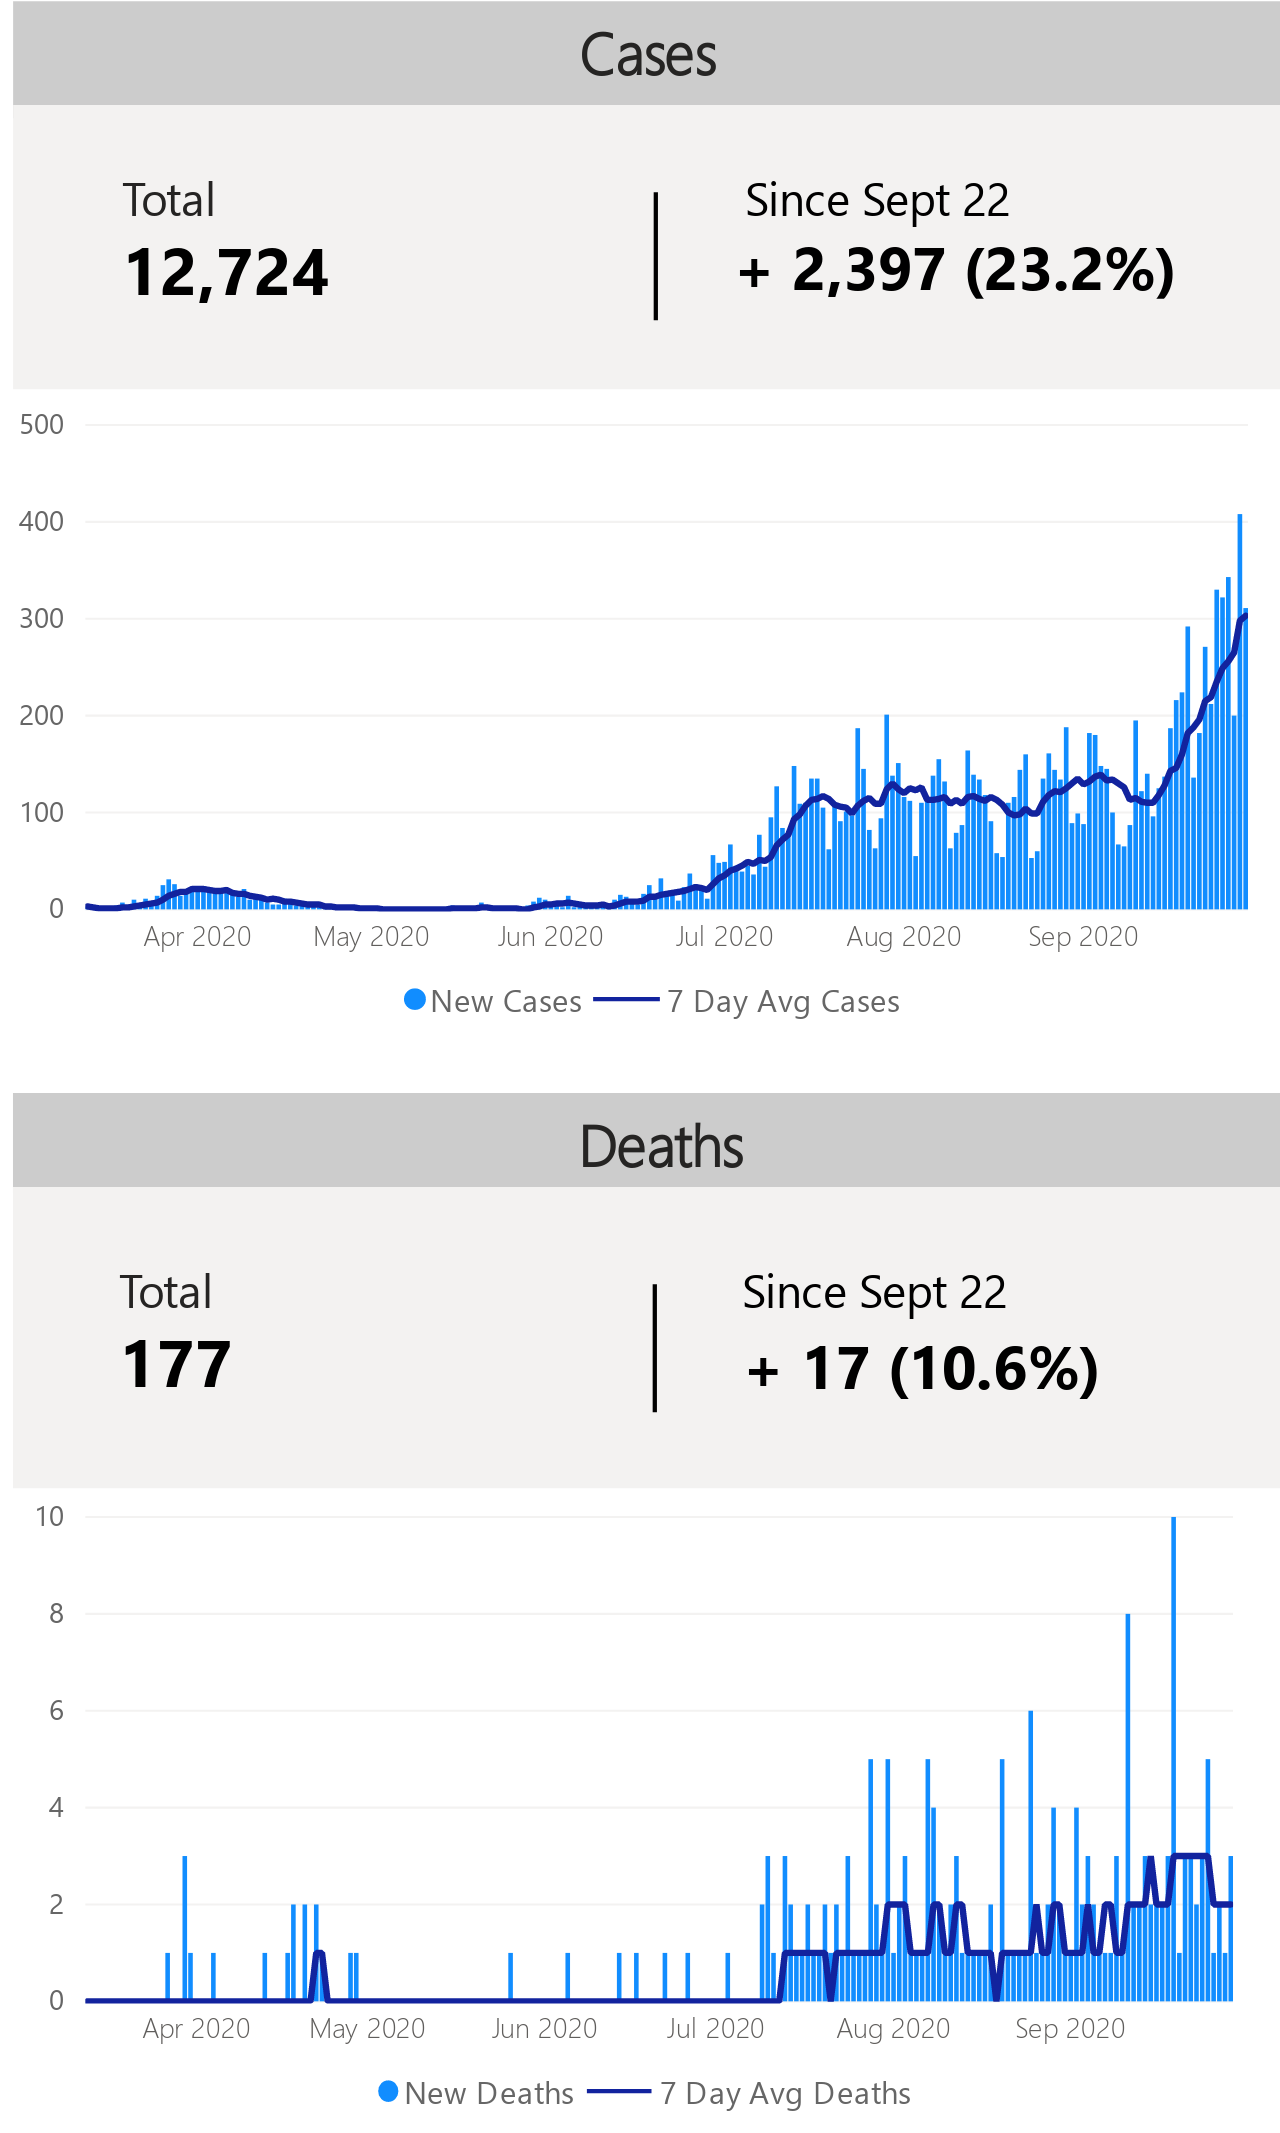 Cases
Total
Since Sept 22
12,724
+ 2,397 (23.2%)
500
400
300
200
100
0
Apr 2020 May 2020 Jun 2020 Jul 2020 Aug 2020 Sep 2020
New Cases 7 Day Avg Cases
Deaths
Total
Since Sept 22
177
+ 17 (10.6%)
10
8
6
4
2
0
Apr 2020 May 2020 Jun 2020 Jul 2020 Aug 2020 Sep 2020
New Deaths 7 Day Avg Deaths